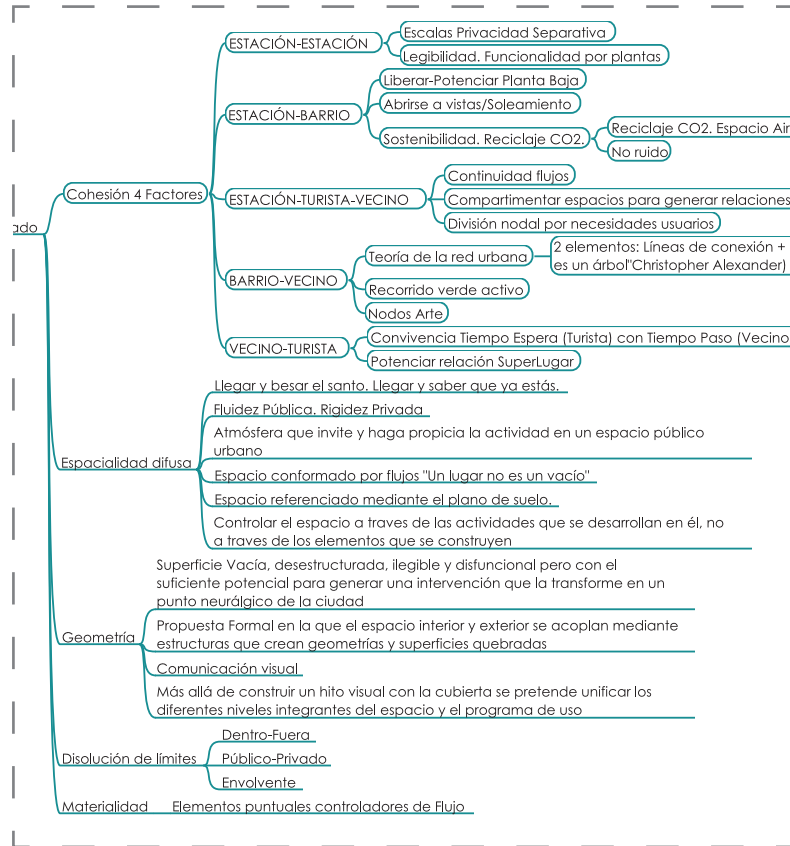 ESTACIÓN-ESTACIÓN
Escalas Privacidad Separativa
Legibilidad. Funcionalidad por plantas
ESTACIÓN-BARRIO
Liberar-Potenciar Planta Baja
Abrirse a vistas/Soleamiento
Sostenibilidad. Reciclaje CO2.
Reciclaje CO2. Espacio Air
No ruido
ado
Cohesión 4 Factores
ESTACIÓN-TURISTA-VECINO
Continuidad flujos
Compartimentar espacios para generar relaciones
División nodal por necesidades usuarios
BARRIO-VECINO
Teoría de la red urbana
2 elementos: Líneas de conexión +
es un árbol"Christopher Alexander)
Recorrido verde activo
Nodos Arte
VECINO-TURISTA
Convivencia Tiempo Espera (Turista) con Tiempo Paso (Vecino
Potenciar relación SuperLugar
Espacialidad difusa
Llegar y besar el santo. Llegar y saber que ya estás.
Fluidez Pública. Rigidez Privada
Atmósfera que invite y haga propicia la actividad en un espacio público
urbano
Espacio conformado por flujos "Un lugar no es un vacío"
Espacio referenciado mediante el plano de suelo.
Controlar el espacio a traves de las actividades que se desarrollan en él, no
a traves de los elementos que se construyen
Geometría
Superficie Vacía, desestructurada, ilegible y disfuncional pero con el
suficiente potencial para generar una intervención que la transforme en un
punto neurálgico de la ciudad
Propuesta Formal en la que el espacio interior y exterior se acoplan mediante
estructuras que crean geometrías y superficies quebradas
Comunicación visual
Más allá de construir un hito visual con la cubierta se pretende unificar los
diferentes niveles integrantes del espacio y el programa de uso
Disolución de límites
Dentro-Fuera
Público-Privado
Envolvente
Materialidad
Elementos puntuales controladores de Flujo